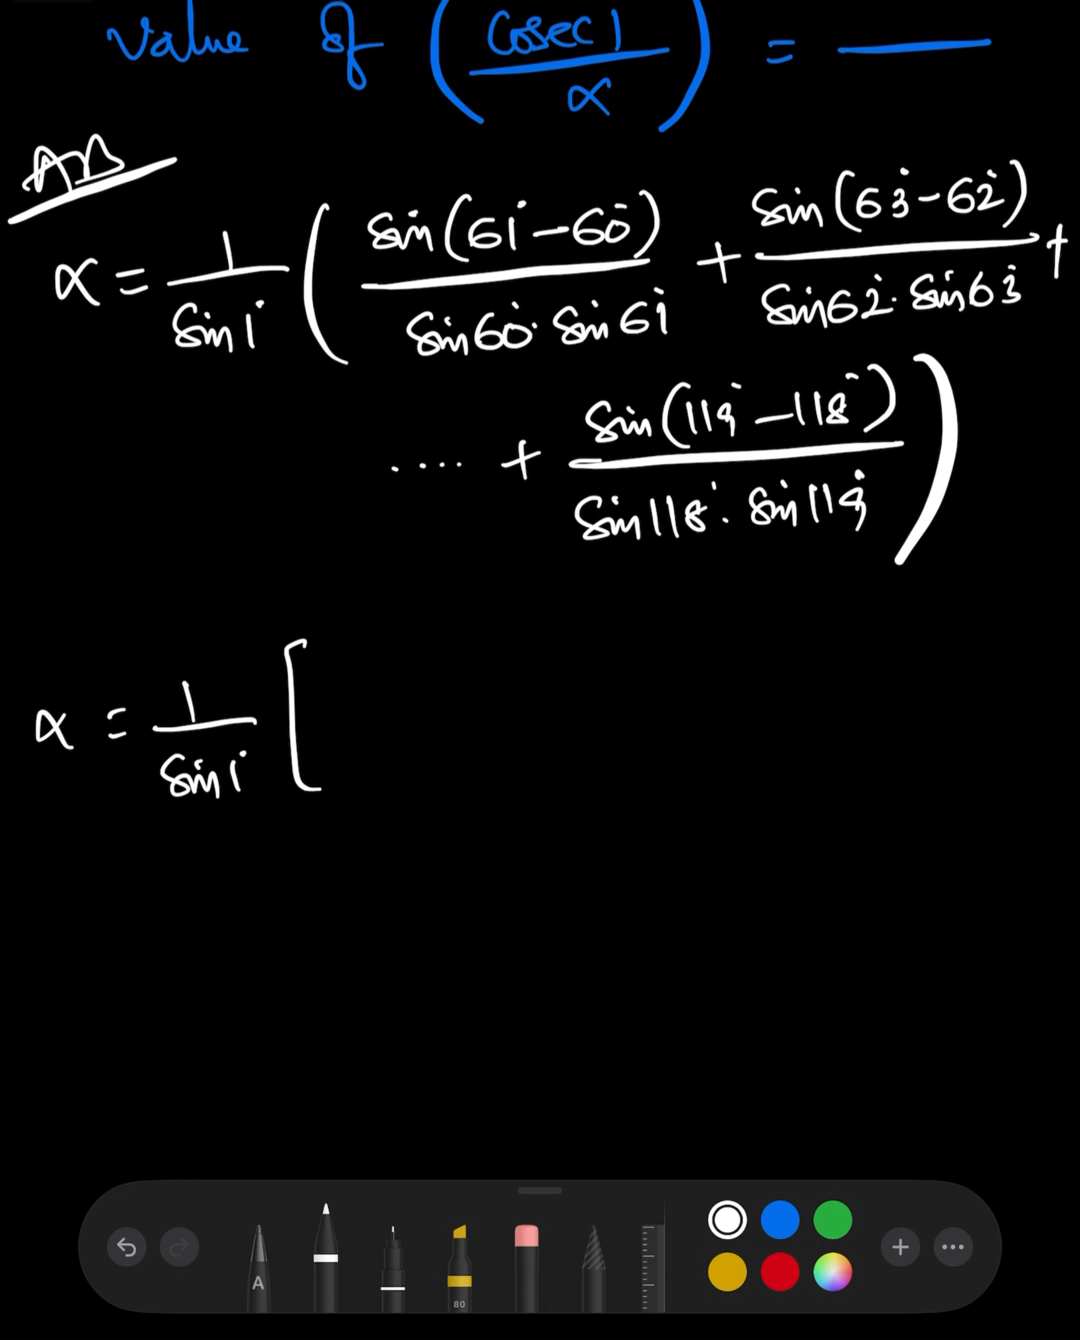 Value of (Cosec 1 / α) = ___
Ans
α = 1/sin 1° ( sin(61° - 60°)/sin 60° · sin 61° + sin(63° - 62°)/sin 62° · sin 63° +
.... + sin(119° - 118°)/sin 118° · sin 119° )
α = 1/sin 1° [
A
80